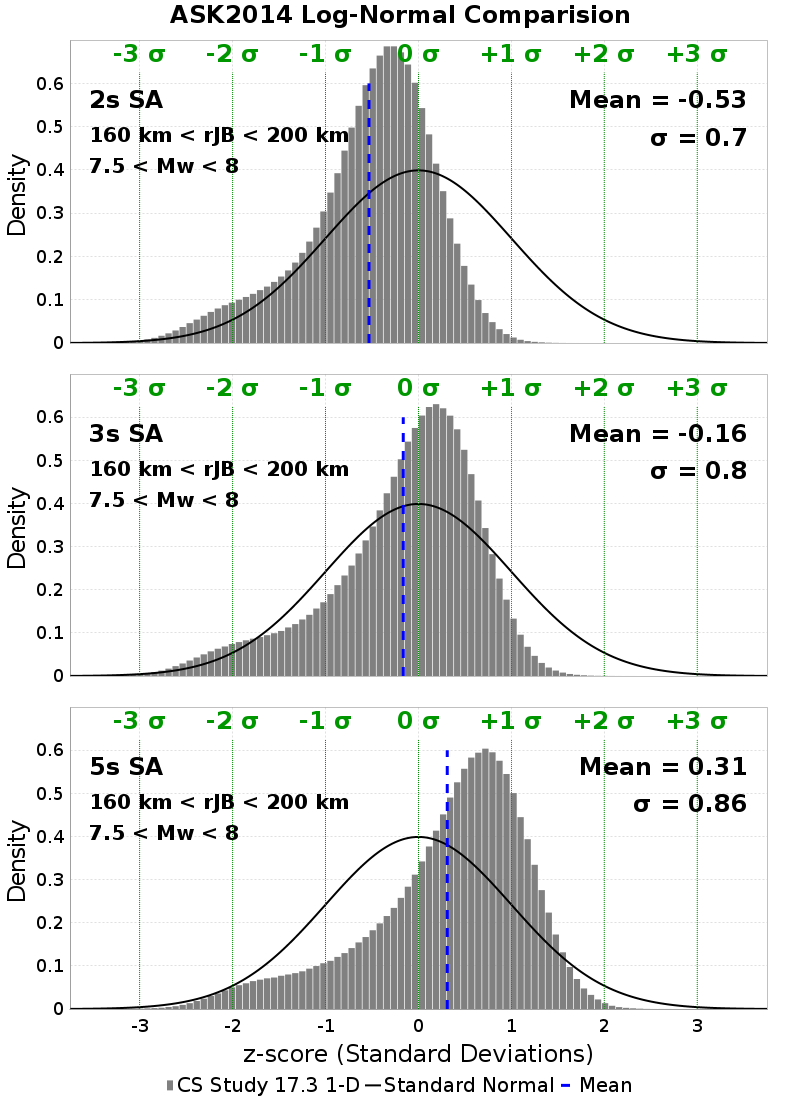 ASK2014 Log-Normal Comparision
-3 σ -2 σ -1 σ 0 σ +1 σ +2 σ +3 σ
2s SA
Mean = -0.53
160 km < rJB < 200 km
σ = 0.7
7.5 < Mw < 8
Density
0.6
0.5
0.4
0.3
0.2
0.1
0
-3 σ -2 σ -1 σ 0 σ +1 σ +2 σ +3 σ
3s SA
Mean = -0.16
160 km < rJB < 200 km
σ = 0.8
7.5 < Mw < 8
Density
0.6
0.5
0.4
0.3
0.2
0.1
0
-3 σ -2 σ -1 σ 0 σ +1 σ +2 σ +3 σ
5s SA
Mean = 0.31
160 km < rJB < 200 km
σ = 0.86
7.5 < Mw < 8
Density
0.6
0.5
0.4
0.3
0.2
0.1
0
-3 -2 -1 0 1 2 3
z-score (Standard Deviations)
CS Study 17.3 1-D Standard Normal Mean